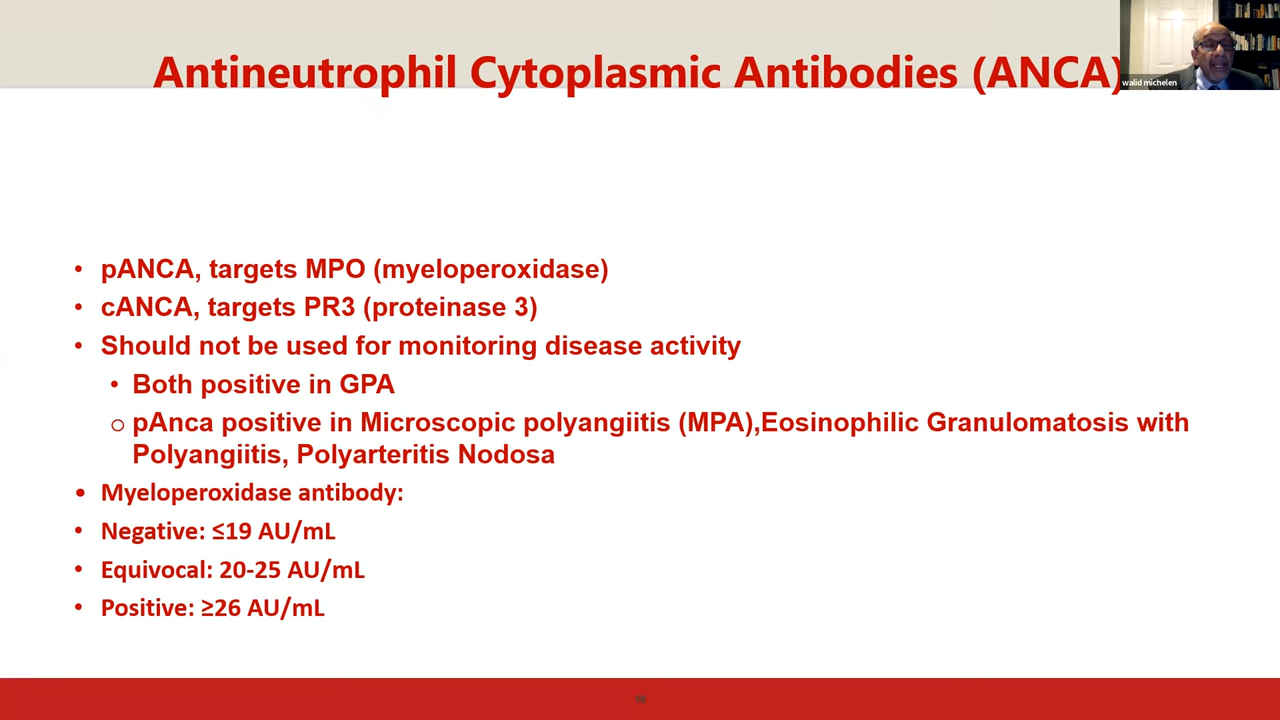 Antineutrophil Cytoplasmic Antibodies (ANCA)
walid michelen
• pANCA, targets MPO (myeloperoxidase)
• cANCA, targets PR3 (proteinase 3)
• Should not be used for monitoring disease activity
• Both positive in GPA
o pAnca positive in Microscopic polyangiitis (MPA),Eosinophilic Granulomatosis with
Polyangiitis, Polyarteritis Nodosa
• Myeloperoxidase antibody:
• Negative: ≤19 AU/mL
• Equivocal: 20-25 AU/mL
• Positive: ≥26 AU/mL